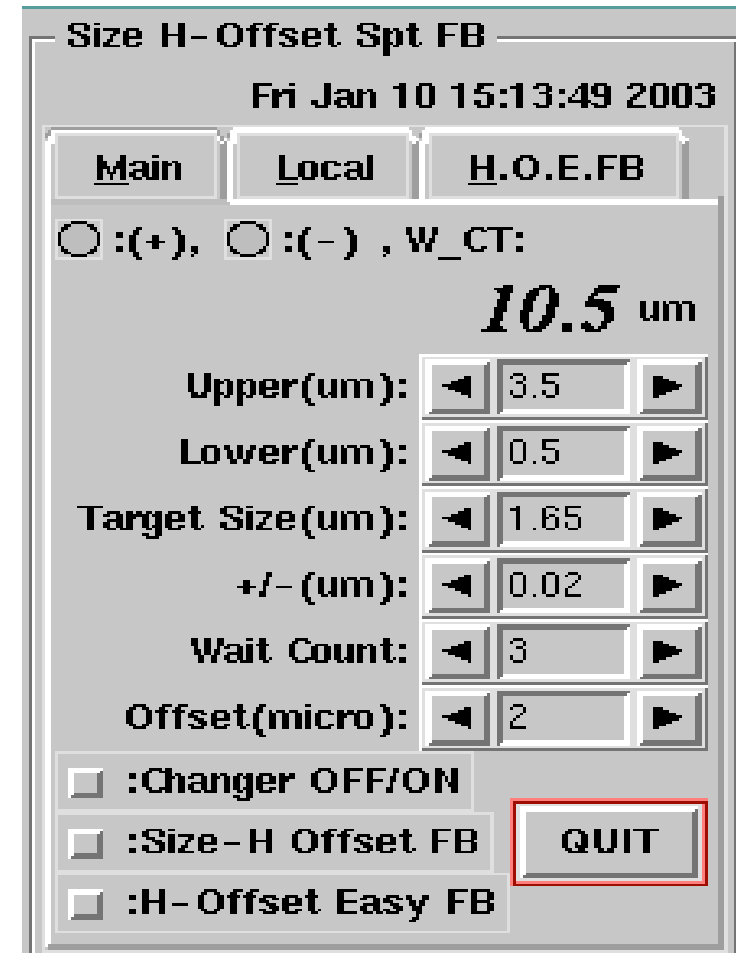 Size H-Offset Spt FB
Fri Jan 10 15:13:49 2003
Main Local H.O.E.FB
:(+), :(-) , W_CT:
10.5 um
Upper(um): 3.5
Lower(um): 0.5
Target Size(um): 1.65
+/-(um): 0.02
Wait Count: 3
Offset(micro): 2
:Changer OFF/ON
:Size-H Offset FB
QUIT
:H-Offset Easy FB